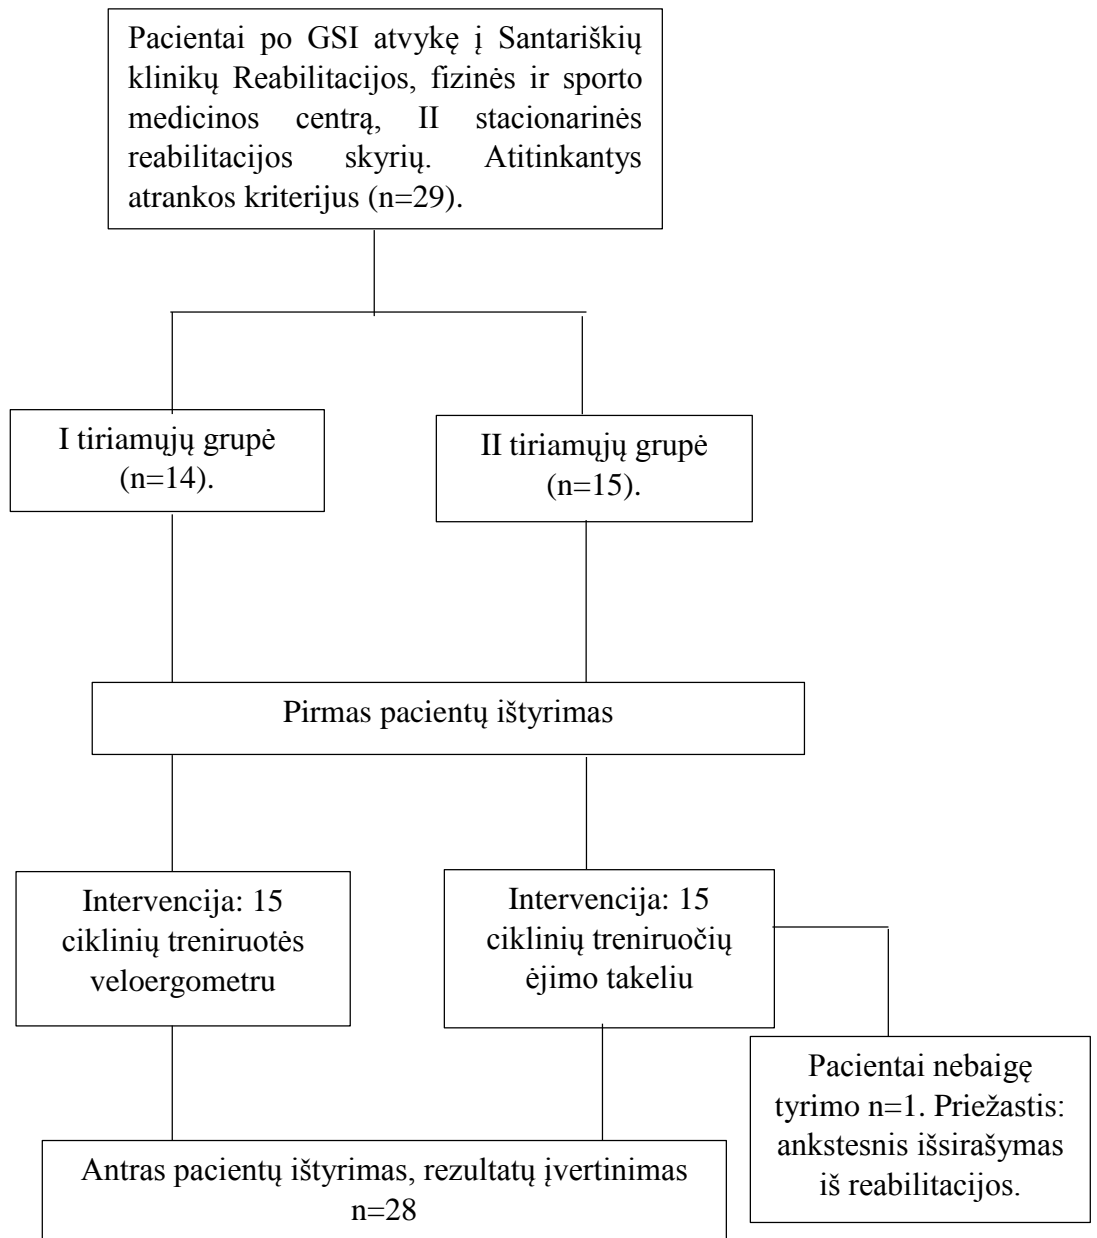 Pacientai po GSI atvykę į Santariškių
klinikų Reabilitacijos, fizinės ir sporto
medicinos centrą, II stacionarinės
reabilitacijos skyrių. Atitinkantys
atrankos kriterijus (n=29).
I tiriamųjų grupė
(n=14).
II tiriamųjų grupė
(n=15).
Pirmas pacientų ištyrimas
Intervencija: 15
ciklinių treniruotės
veloergometru
Intervencija: 15
ciklinių treniruočių
ėjimo takeliu
Pacientai nebaigę
tyrimo n=1. Priežastis:
ankstesnis išsirašymas
iš reabilitacijos.
Antras pacientų ištyrimas, rezultatų įvertinimas
n=28